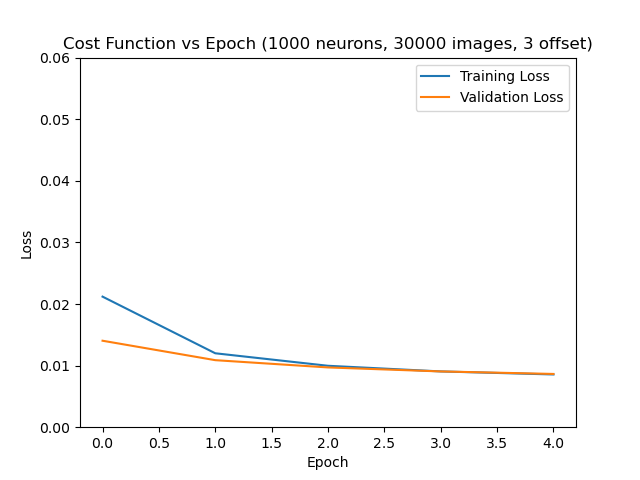 Cost Function vs Epoch (1000 neurons, 30000 images, 3 offset)
Training Loss
Validation Loss
0.06
0.05
0.04
0.03
0.02
0.01
0.00
Loss
0.0 0.5 1.0 1.5 2.0 2.5 3.0 3.5 4.0
Epoch